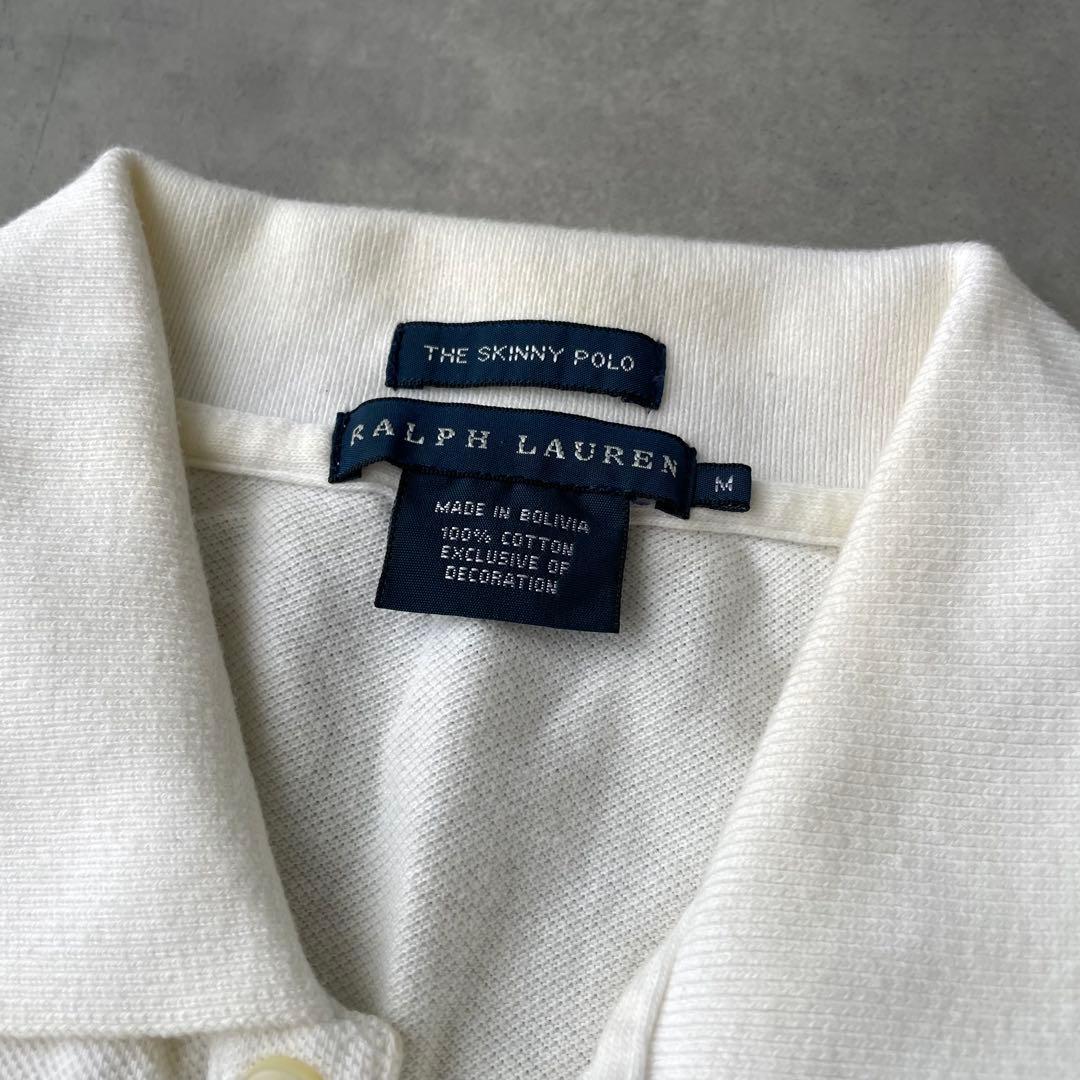 THE SKINNY POLO
RALPH LAUREN
M
MADE IN BOLIVIA
100% COTTON
EXCLUSIVE OF
DECORATION